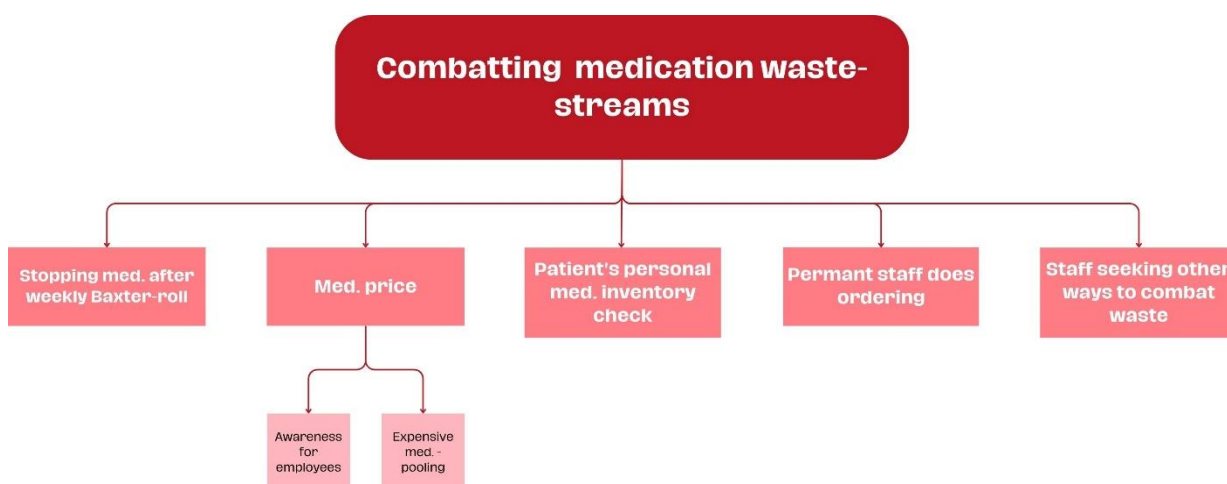 Combatting medication waste-
streams
Stopping med. after
weekly Baxter-roll
Med. price
Patient's personal
med. inventory
check
Permant staff does
ordering
Staff seeking other
ways to combat
waste
Awareness
for
employees
Expensive
med. -
pooling